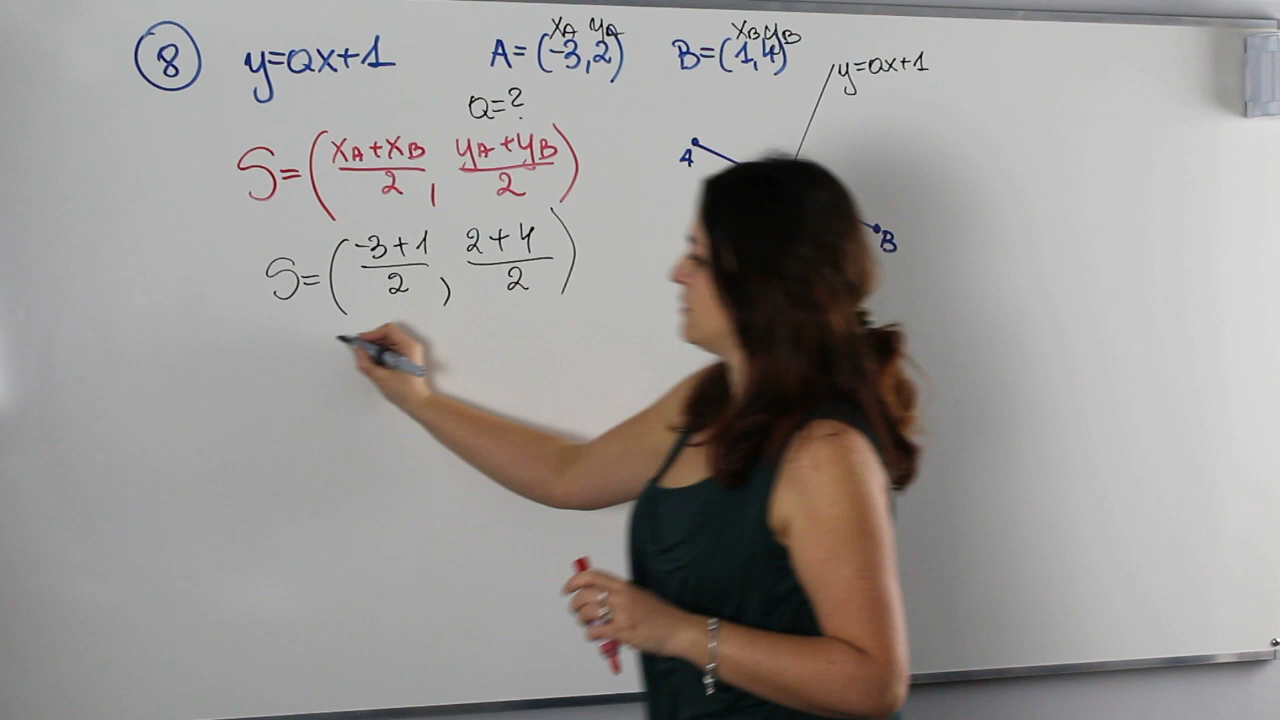 8 y=ax+1 A=(-3,2) B=(1,4)
xA yA xB yB
y=ax+1
a=?
S=(xA+xB/2, yA+yB/2)
A
B
S=(-3+1/2, 2+4/2)